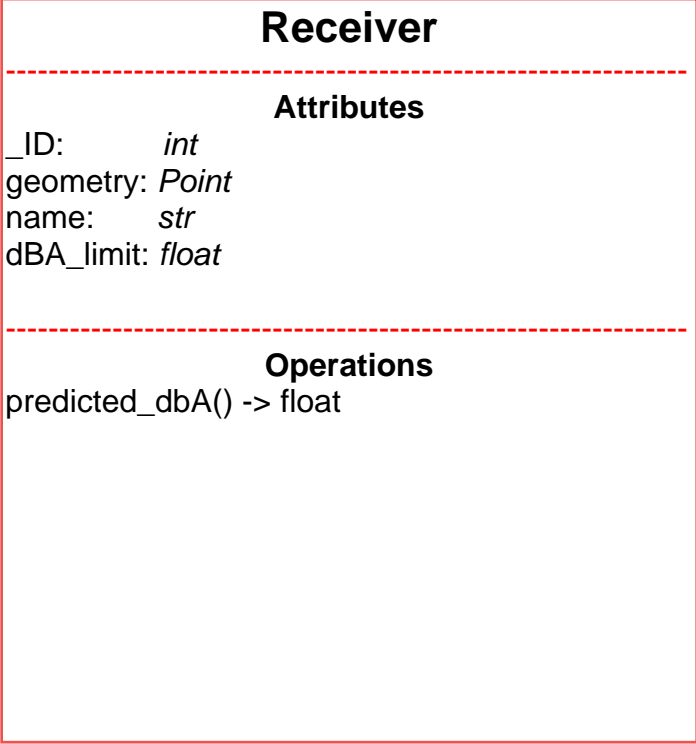 Receiver
Attributes
_ID: int
geometry: Point
name: str
dBA_limit: float
Operations
predicted_dbA() -> float